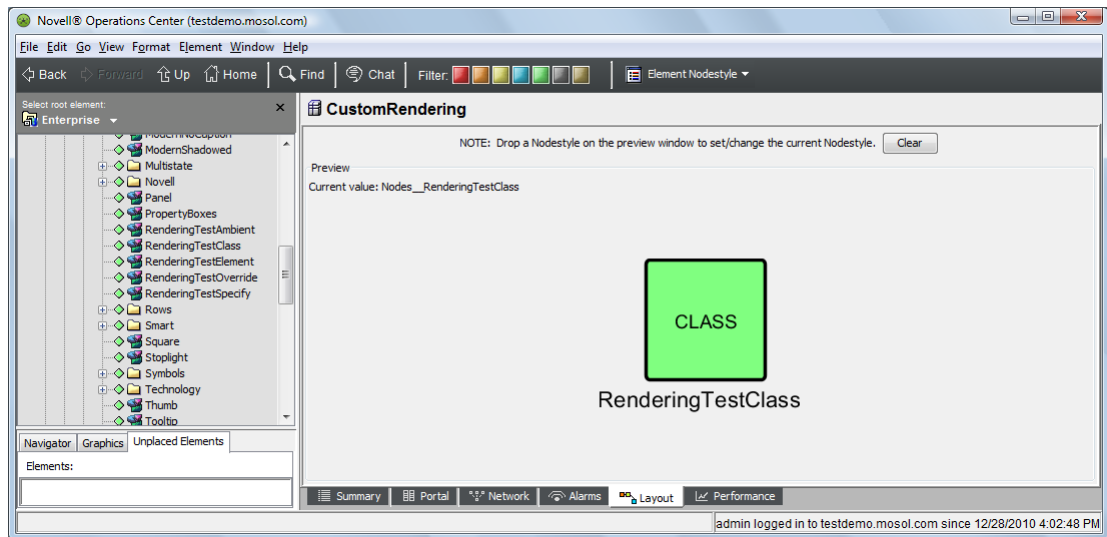 Novell® Operations Center (testdemo.mosol.com)
File Edit Go View Format Element Window Help
Back Forward Up Home Find Chat Filter: Element Nodestyle
Select root element:
Enterprise
CustomRendering
NOTE: Drop a Nodestyle on the preview window to set/change the current Nodestyle. Clear
Preview
Current value: Nodes__RenderingTestClass
ModernNoCaption
ModernShadowed
Multistate
Novell
Panel
PropertyBoxes
RenderingTestAmbient
RenderingTestClass
RenderingTestElement
RenderingTestOverride
RenderingTestSpecify
Rows
Smart
Square
Stoplight
Symbols
Technology
Thumb
Tooltip
CLASS
RenderingTestClass
Navigator Graphics Unplaced Elements
Elements:
Summary Portal Network Alarms Layout Performance
admin logged in to testdemo.mosol.com since 12/28/2010 4:02:48 PM